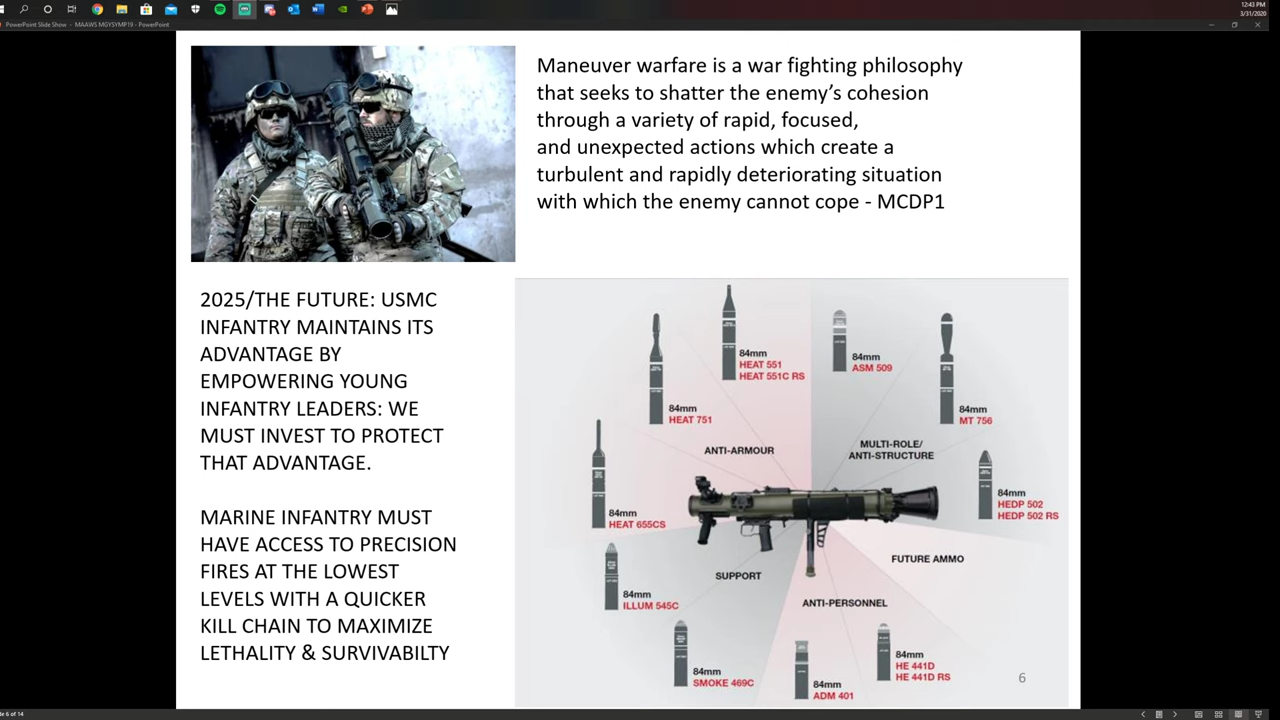 12:43 PM
3/31/2020
PowerPoint Slide Show - MAAWS MGYSYMP19 - PowerPoint
Maneuver warfare is a war fighting philosophy
that seeks to shatter the enemy's cohesion
through a variety of rapid, focused,
and unexpected actions which create a
turbulent and rapidly deteriorating situation
with which the enemy cannot cope - MCDP1
2025/THE FUTURE: USMC
INFANTRY MAINTAINS ITS
ADVANTAGE BY
EMPOWERING YOUNG
INFANTRY LEADERS: WE
MUST INVEST TO PROTECT
THAT ADVANTAGE.
MARINE INFANTRY MUST
HAVE ACCESS TO PRECISION
FIRES AT THE LOWEST
LEVELS WITH A QUICKER
KILL CHAIN TO MAXIMIZE
LETHALITY & SURVIVABILTY
84mm
HEAT 551
HEAT 551C RS
84mm
ASM 509
84mm
HEAT 751
84mm
MT 756
ANTI-ARMOUR
MULTI-ROLE/
ANTI-STRUCTURE
84mm
HEAT 655CS
84mm
HEDP 502
HEDP 502 RS
FUTURE AMMO
SUPPORT
84mm
ILLUM 545C
ANTI-PERSONNEL
84mm
SMOKE 469C
84mm
ADM 401
84mm
HE 441D
HE 441D RS
6
6 of 14